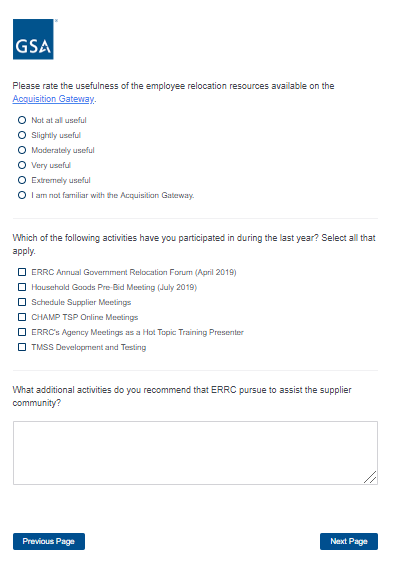 GSA
Please rate the usefulness of the employee relocation resources available on the
Acquisition Gateway.
Not at all useful
Slightly useful
Moderately useful
Very useful
Extremely useful
I am not familiar with the Acquisition Gateway.
Which of the following activities have you participated in during the last year? Select all that
apply.
ERRC Annual Government Relocation Forum (April 2019)
Household Goods Pre-Bid Meeting (July 2019)
Schedule Supplier Meetings
CHAMP TSP Online Meetings
ERRC's Agency Meetings as a Hot Topic Training Presenter
TMSS Development and Testing
What additional activities do you recommend that ERRC pursue to assist the supplier
community?
Previous Page
Next Page